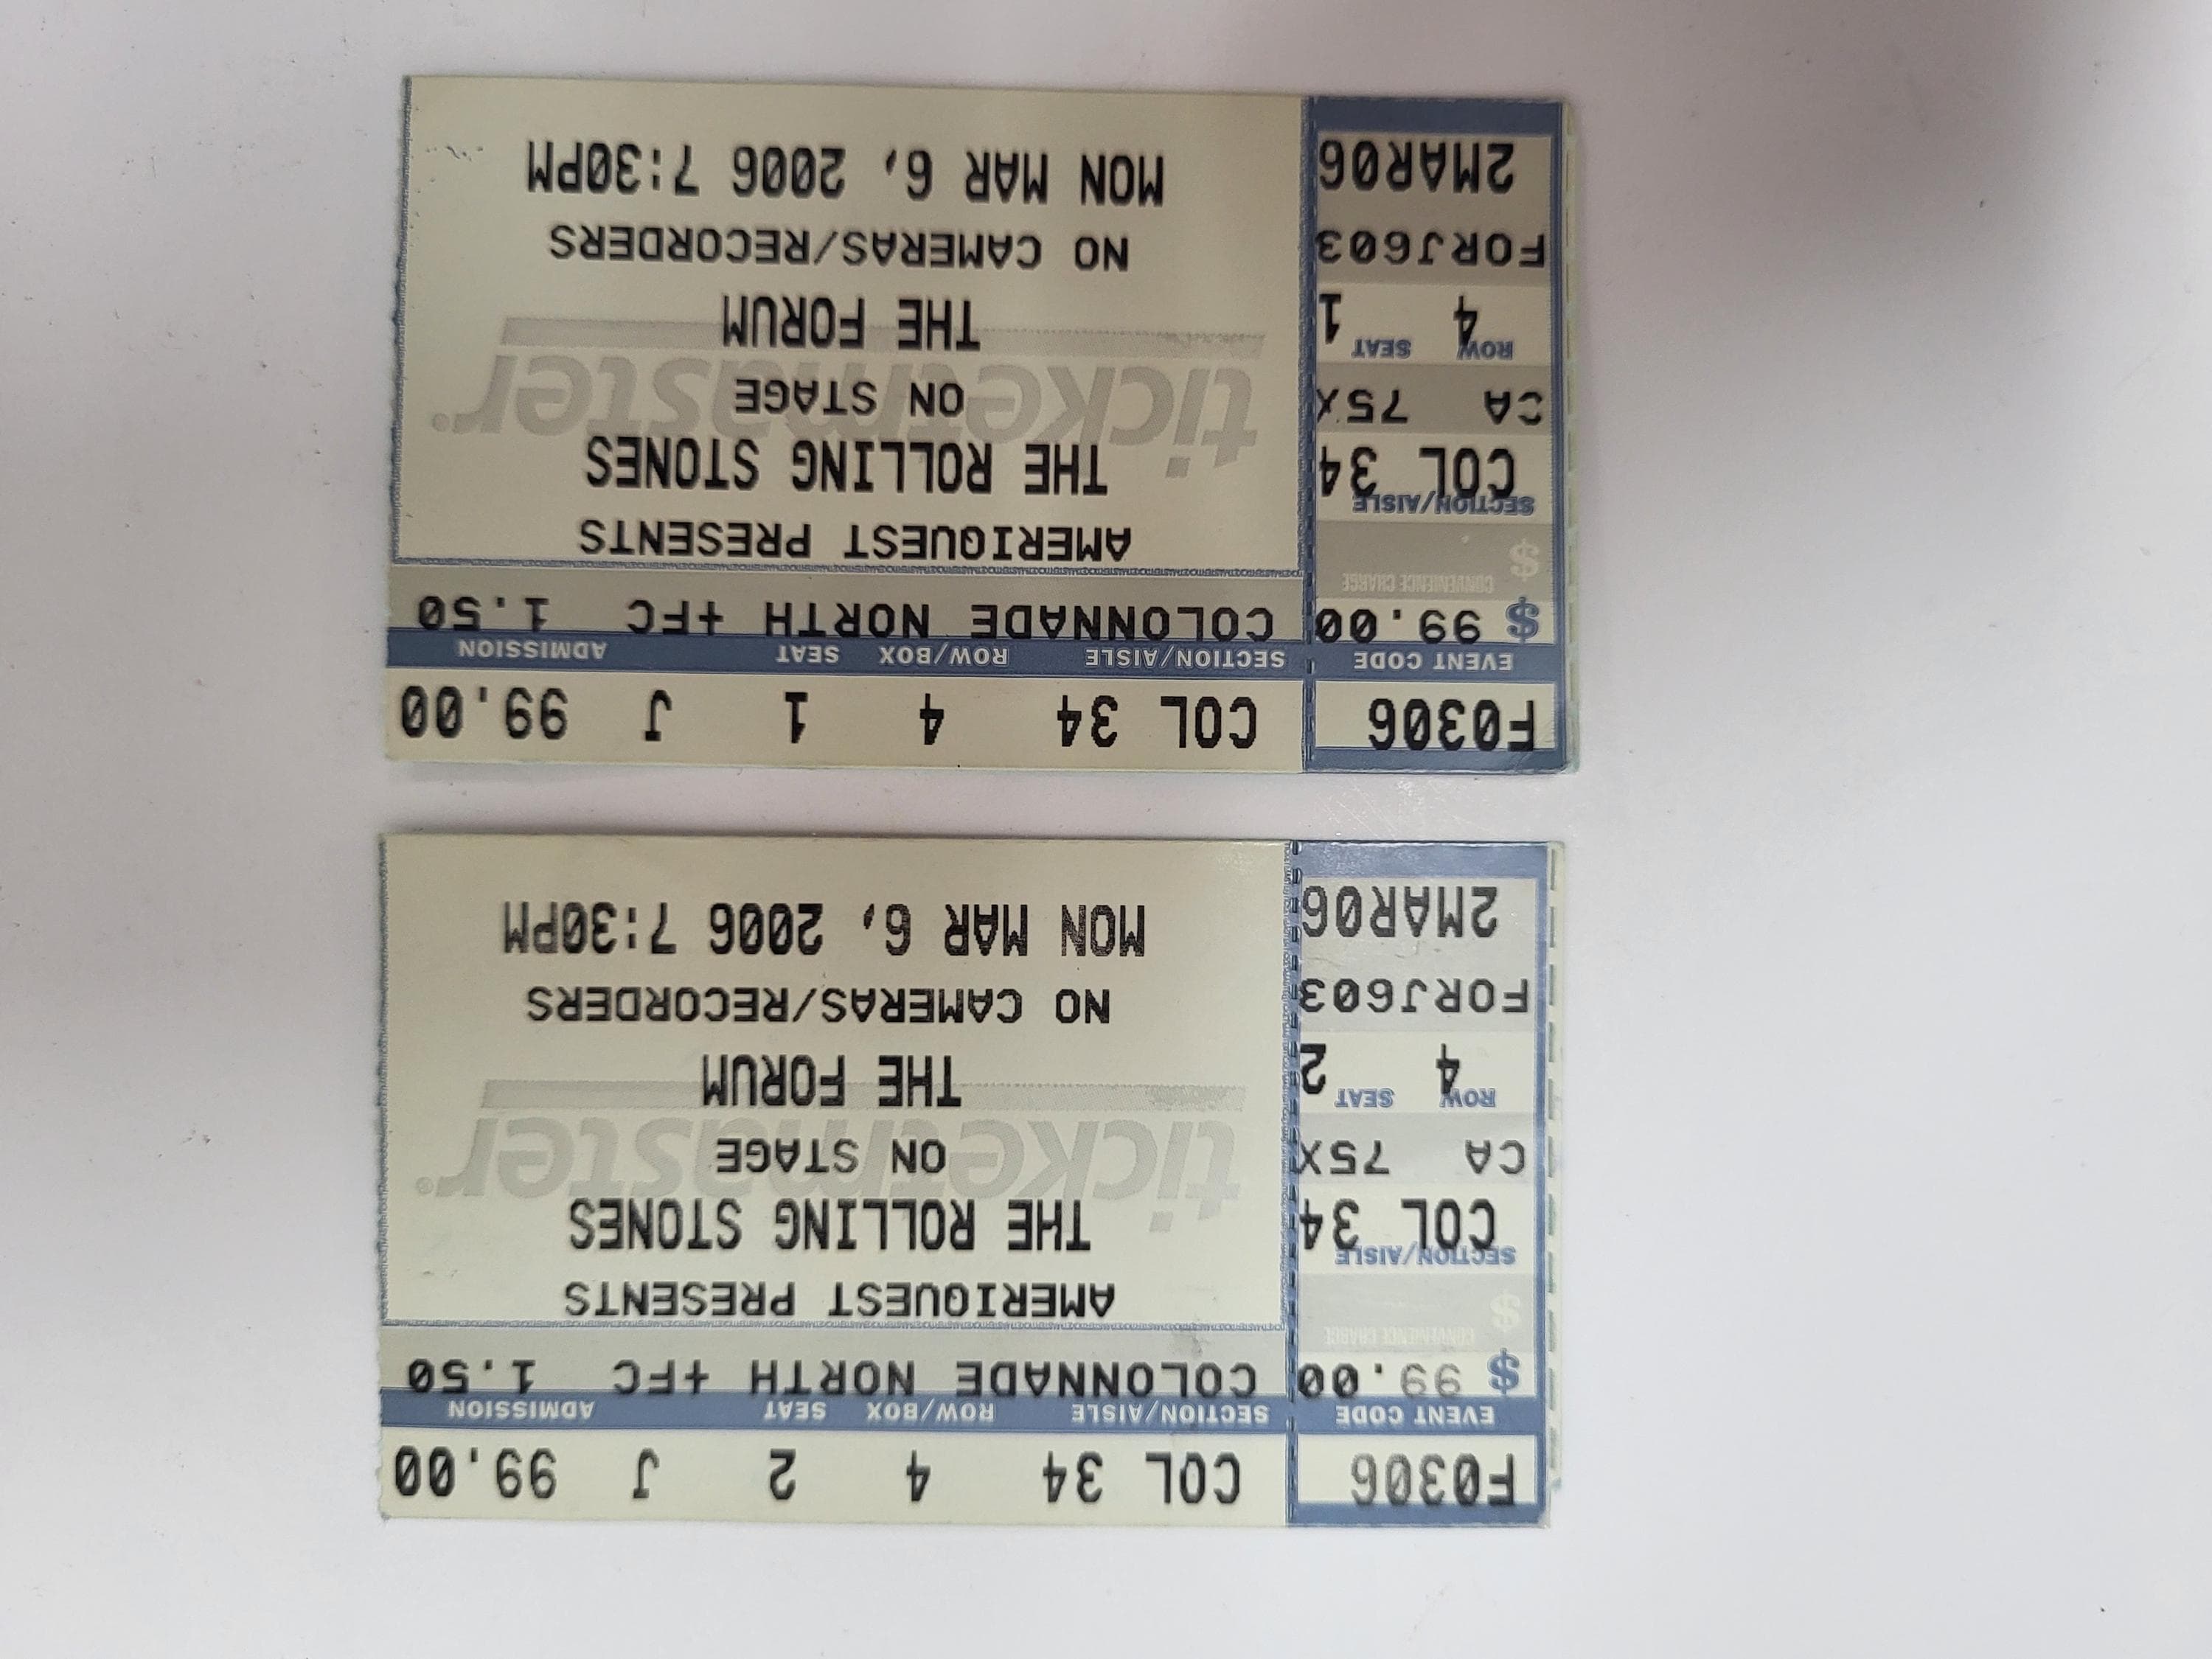 F0306
EVENT CODE
$ 99.00
CONVENIENCE CHARGE
$
SECTION/AISLE
COL 34
CA 75X
ROW SEAT
4 2
FORJ603
2MAR06
COL 34 4 2 J 99.00
SECTION/AISLE ROW/BOX SEAT ADMISSION
COLONNADE NORTH +FC 1.50
AMERIQUEST PRESENTS
THE ROLLING STONES
ON STAGE
ticketmaster®
THE FORUM
NO CAMERAS/RECORDERS
MON MAR 6, 2006 7:30PM
F0306
EVENT CODE
$ 99.00
CONVENIENCE CHARGE
$
SECTION/AISLE
COL 34
CA 75X
ROW SEAT
4 1
FORJ603
2MAR06
COL 34 4 1 J 99.00
SECTION/AISLE ROW/BOX SEAT ADMISSION
COLONNADE NORTH +FC 1.50
AMERIQUEST PRESENTS
THE ROLLING STONES
ON STAGE
ticketmaster®
THE FORUM
NO CAMERAS/RECORDERS
MON MAR 6, 2006 7:30PM